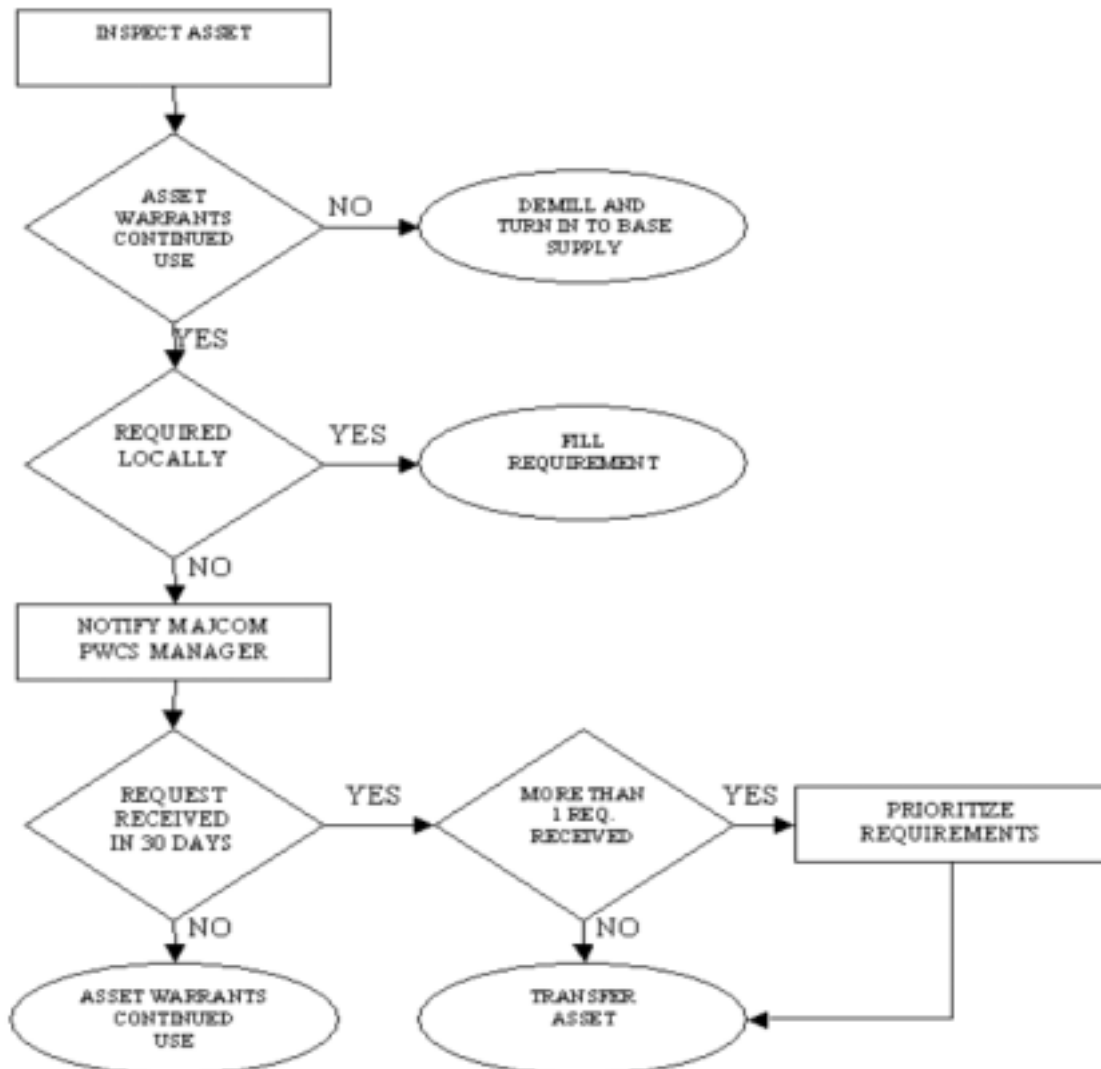 INSPECT ASSET
ASSET
WARRANTS
CONTINUED
USE
NO
DEMILL AND
TURN IN TO BASE
SUPPLY
YES
REQUIRED
LOCALLY
YES
FILL
REQUIREMENT
NO
NOTIFY MAJCOM
PWCS MANAGER
REQUEST
RECEIVED
IN 30 DAYS
YES
MORE THAN
1 REQ.
RECEIVED
YES
PRIORITIZE
REQUIREMENTS
NO
NO
ASSET WARRANTS
CONTINUED
USE
TRANSFER
ASSET